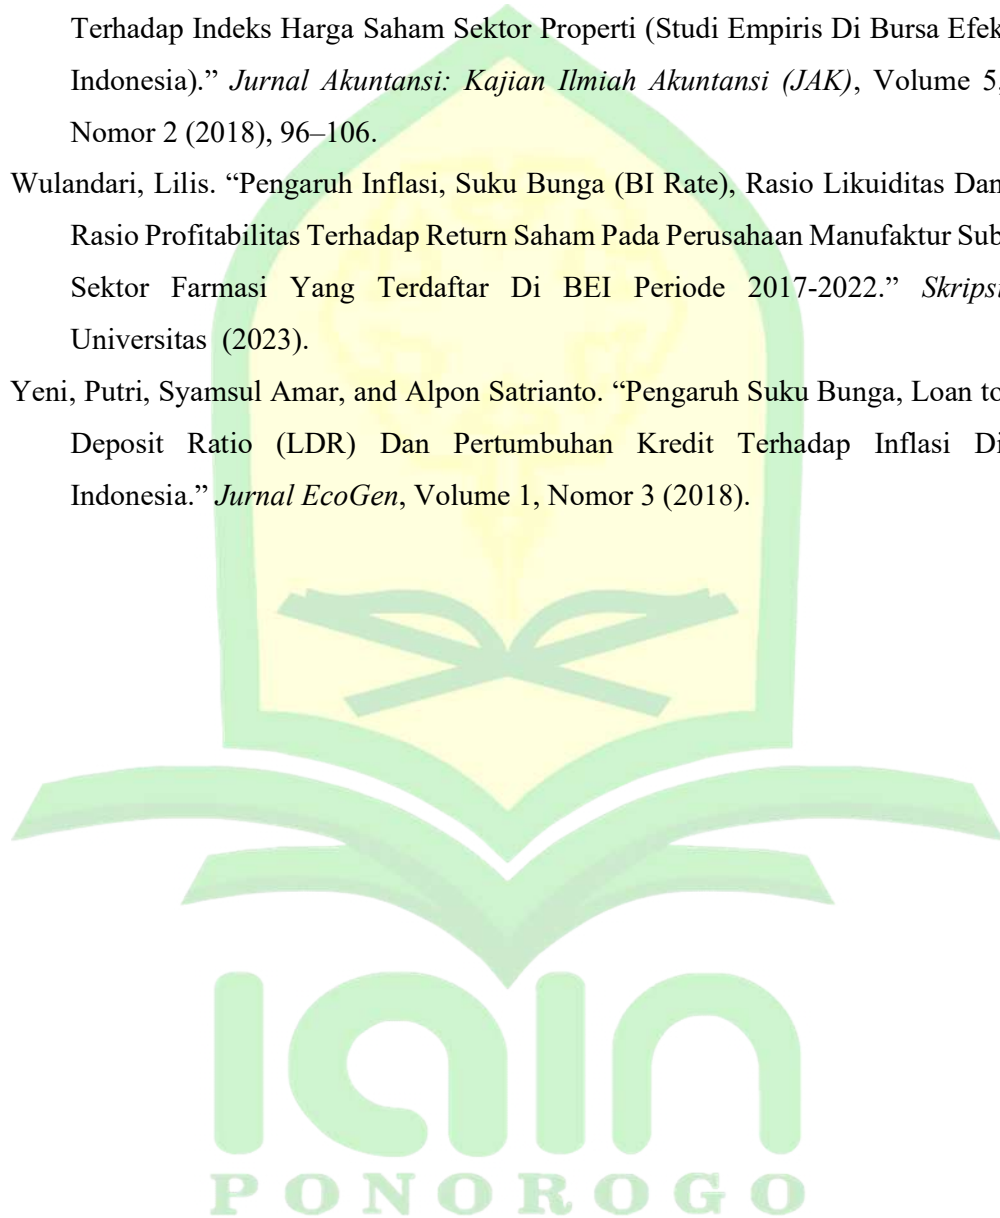 Terhadap Indeks Harga Saham Sektor Properti (Studi Empiris Di Bursa Efek
Indonesia).” Jurnal Akuntansi: Kajian Ilmiah Akuntansi (JAK), Volume 5,
Nomor 2 (2018), 96–106.
Wulandari, Lilis. “Pengaruh Inflasi, Suku Bunga (BI Rate), Rasio Likuiditas Dan
Rasio Profitabilitas Terhadap Return Saham Pada Perusahaan Manufaktur Sub
Sektor Farmasi Yang Terdaftar Di BEI Periode 2017-2022.” Skripsi
Universitas (2023).
Yeni, Putri, Syamsul Amar, and Alpon Satrianto. “Pengaruh Suku Bunga, Loan to
Deposit Ratio (LDR) Dan Pertumbuhan Kredit Terhadap Inflasi Di
Indonesia.” Jurnal EcoGen, Volume 1, Nomor 3 (2018).
iain
PONOROGO